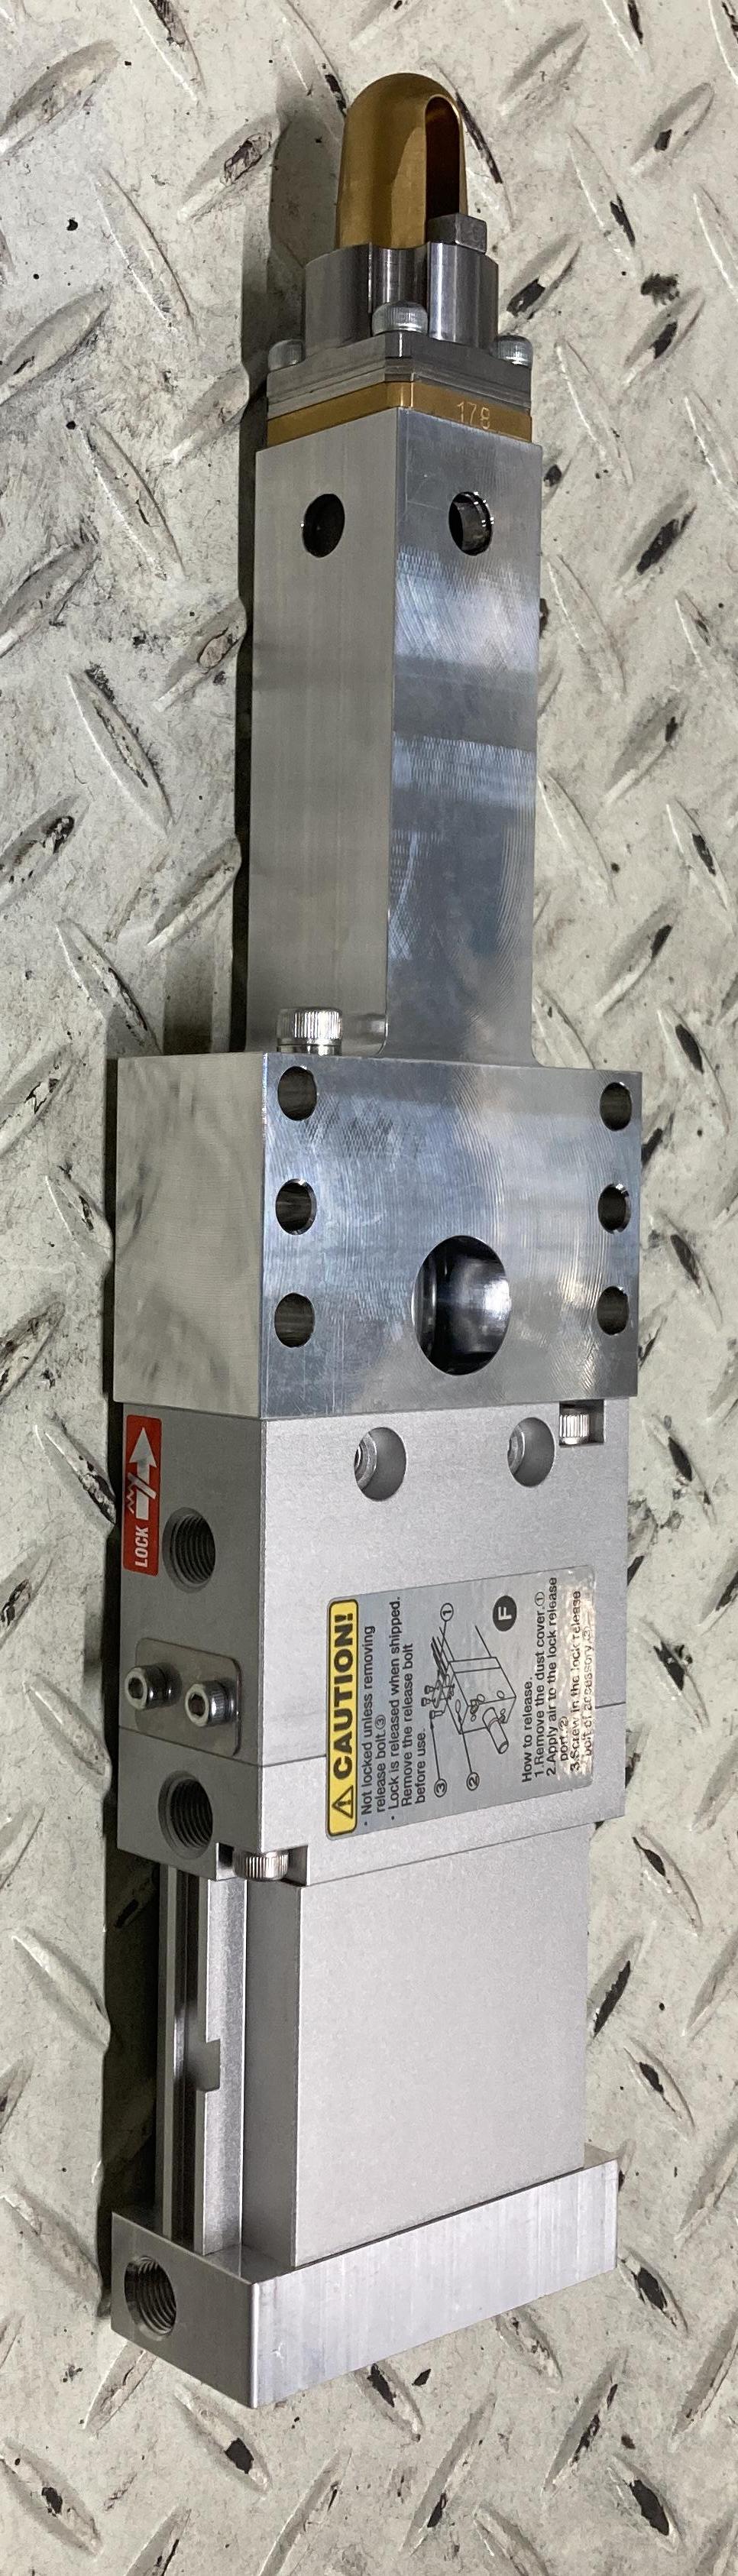 178
LOCK
CAUTION!
・Not locked unless removing
release bolt.③
・Lock is released when shipped.
Remove the release bolt
before use.
①
②
③
F
How to release.
1.Remove the dust cover.①
2.Apply air to the lock release
port.②
3.Screw in the lock release
bolt of accessory.③